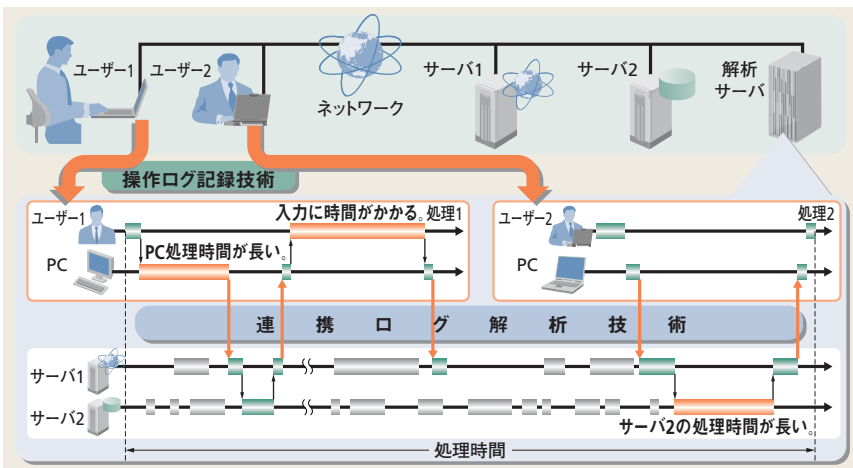 ユーザー1
ユーザー2
ネットワーク
サーバ1
サーバ2
解析
サーバ
操作ログ記録技術
ユーザー1
入力に時間がかかる。
処理1
PC処理時間が長い。
PC
ユーザー2
処理2
PC
連携ログ解析技術
サーバ1
サーバ2
サーバ2の処理時間が長い。
処理時間